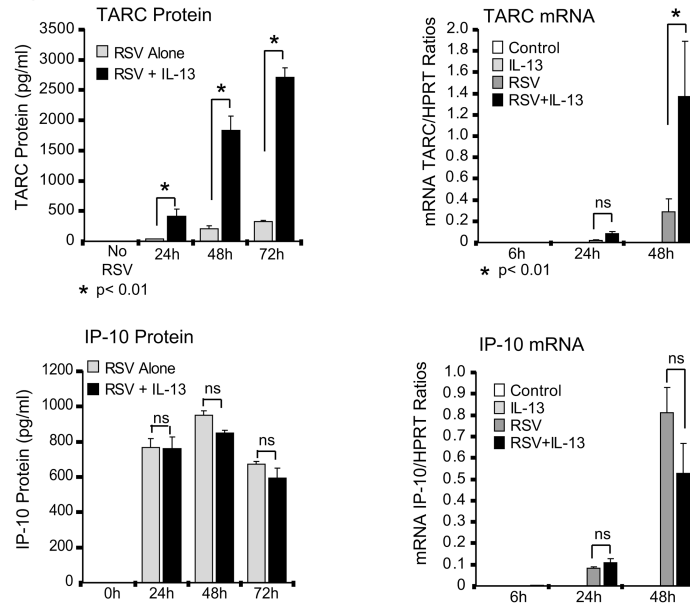 TARC Protein
3500
3000
2500
2000
1500
1000
500
0
TARC Protein (pg/ml)
RSV Alone
RSV + IL-13
*
*
*
No
RSV
24h
48h
72h
* p< 0.01
TARC mRNA
2.0
1.8
1.6
1.4
1.2
1.0
0.8
0.6
0.4
0.2
0
mRNA TARC/HPRT Ratios
Control
IL-13
RSV
RSV+IL-13
ns
*
6h
24h
48h
* p< 0.01
IP-10 Protein
1200
1000
800
600
400
200
0
IP-10 Protein (pg/ml)
RSV Alone
RSV + IL-13
ns
ns
ns
0h
24h
48h
72h
IP-10 mRNA
1.0
0.9
0.8
0.7
0.6
0.5
0.4
0.3
0.2
0.1
0
mRNA IP-10/HPRT Ratios
Control
IL-13
RSV
RSV+IL-13
ns
ns
6h
24h
48h